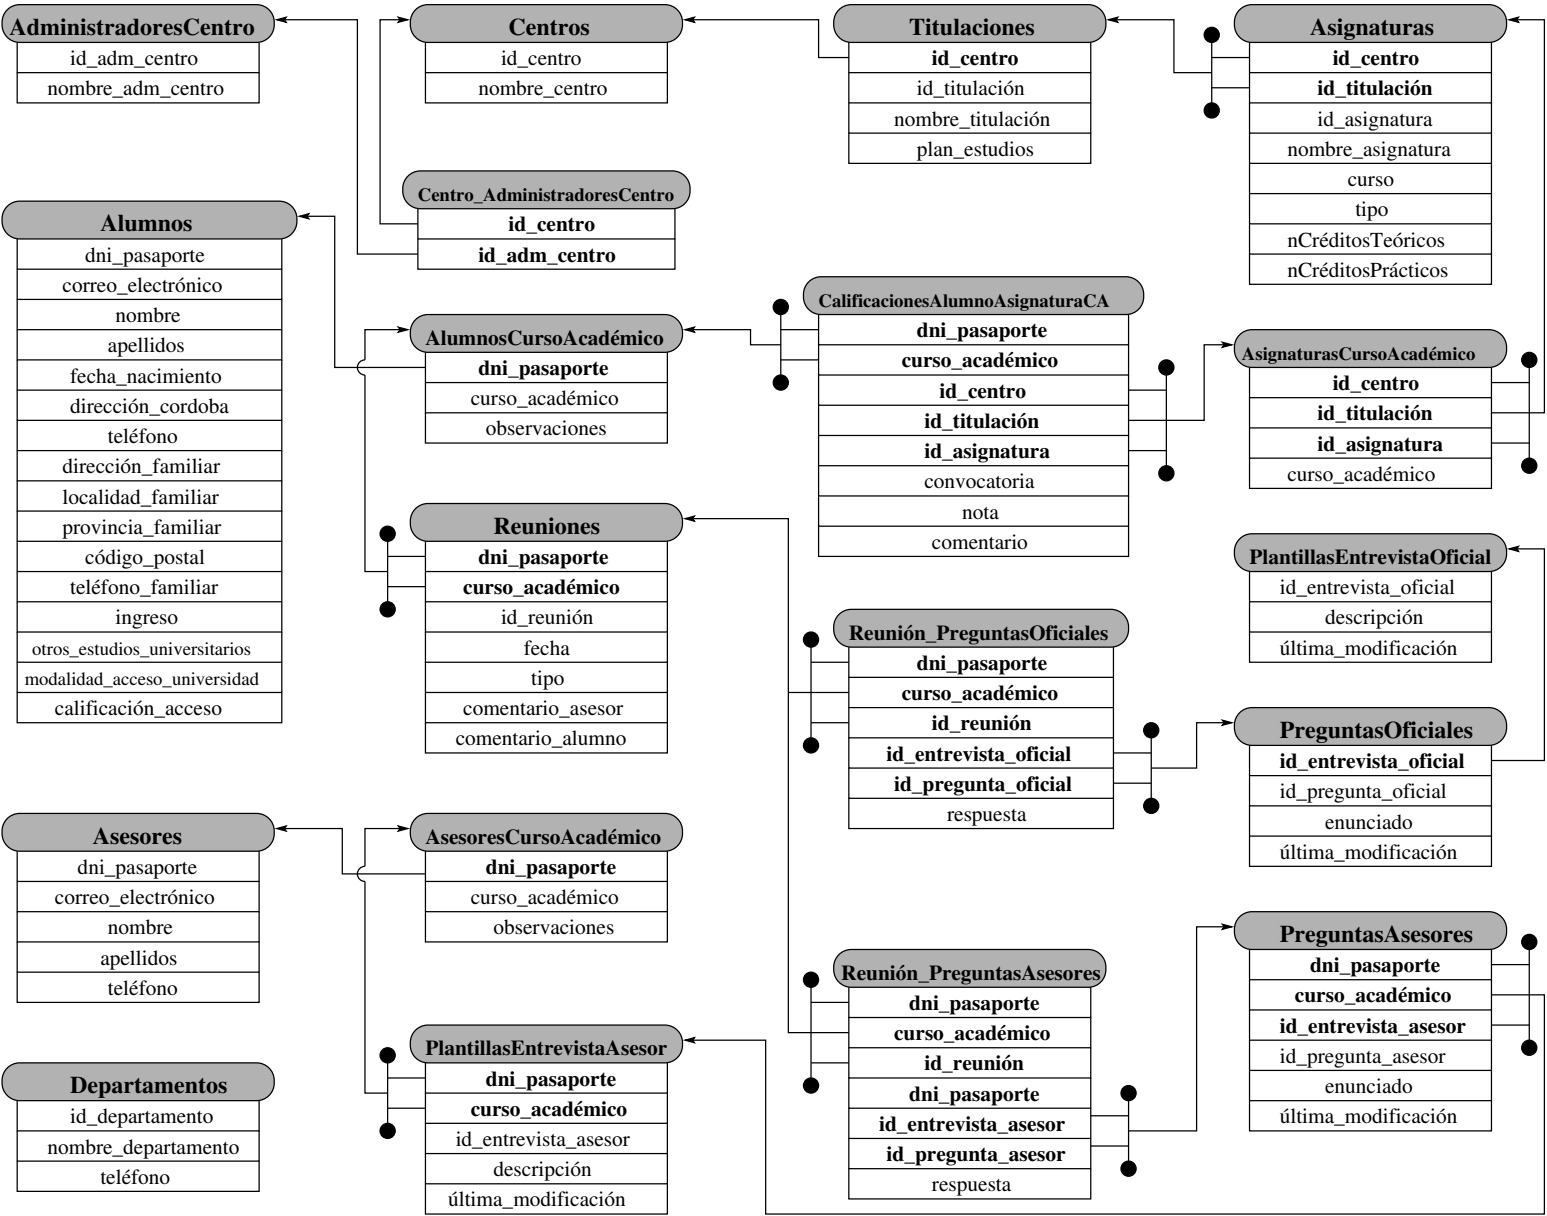 AdministradoresCentro
id_adm_centro
nombre_adm_centro
Centros
id_centro
nombre_centro
Titulaciones
id_centro
id_titulación
nombre_titulación
plan_estudios
Asignaturas
id_centro
id_titulación
id_asignatura
nombre_asignatura
curso
tipo
nCréditosTeóricos
nCréditosPrácticos
Centro_AdministradoresCentro
id_centro
id_adm_centro
Alumnos
dni_pasaporte
correo_electrónico
nombre
apellidos
fecha_nacimiento
dirección_cordoba
teléfono
dirección_familiar
localidad_familiar
provincia_familiar
código_postal
teléfono_familiar
ingreso
otros_estudios_universitarios
modalidad_acceso_universidad
calificación_acceso
AlumnosCursoAcadémico
dni_pasaporte
curso_académico
observaciones
CalificacionesAlumnoAsignaturaCA
dni_pasaporte
curso_académico
id_centro
id_titulación
id_asignatura
convocatoria
nota
comentario
AsignaturasCursoAcadémico
id_centro
id_titulación
id_asignatura
curso_académico
Reuniones
dni_pasaporte
curso_académico
id_reunión
fecha
tipo
comentario_asesor
comentario_alumno
PlantillasEntrevistaOficial
id_entrevista_oficial
descripción
última_modificación
Reunión_PreguntasOficiales
dni_pasaporte
curso_académico
id_reunión
id_entrevista_oficial
id_pregunta_oficial
respuesta
PreguntasOficiales
id_entrevista_oficial
id_pregunta_oficial
enunciado
última_modificación
Asesores
dni_pasaporte
correo_electrónico
nombre
apellidos
teléfono
AsesoresCursoAcadémico
dni_pasaporte
curso_académico
observaciones
Reunión_PreguntasAsesores
dni_pasaporte
curso_académico
id_reunión
dni_pasaporte
id_entrevista_asesor
id_pregunta_asesor
respuesta
PreguntasAsesores
dni_pasaporte
curso_académico
id_entrevista_asesor
id_pregunta_asesor
enunciado
última_modificación
Departamentos
id_departamento
nombre_departamento
teléfono
PlantillasEntrevistaAsesor
dni_pasaporte
curso_académico
id_entrevista_asesor
descripción
última_modificación